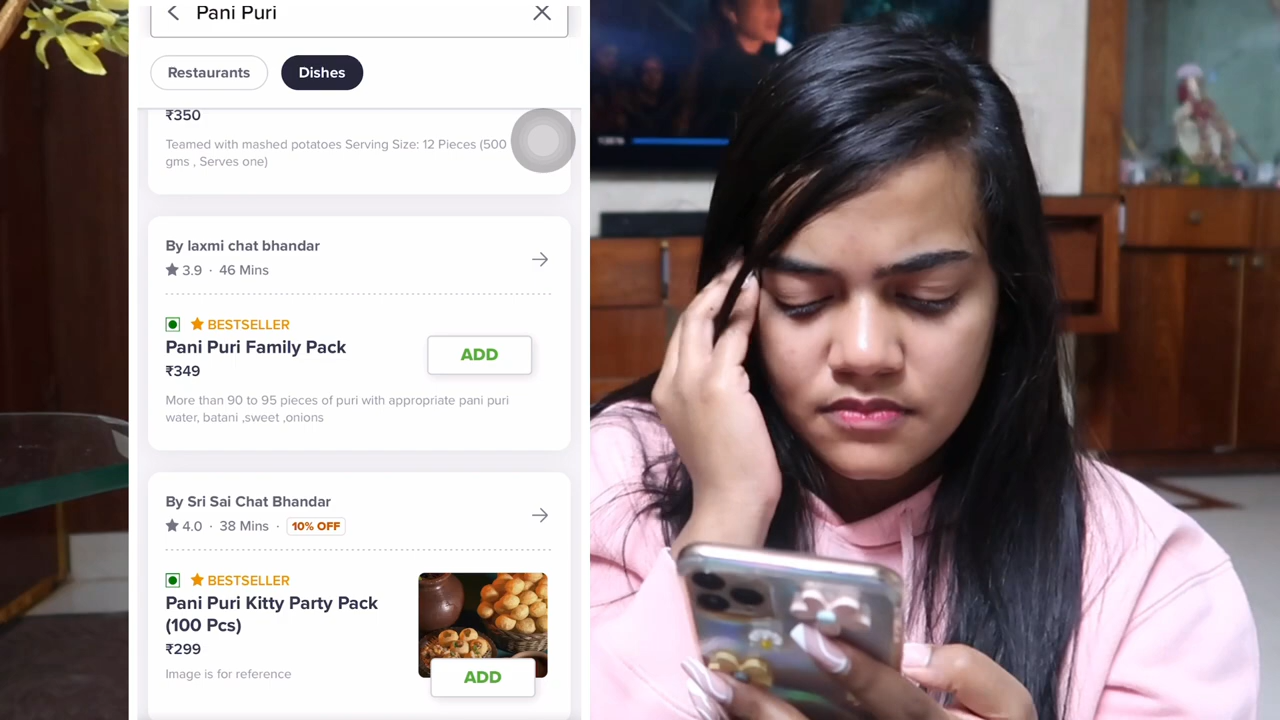 Pani Puri
Restaurants
Dishes
₹350
Teamed with mashed potatoes Serving Size: 12 Pieces (500
gms , Serves one)
By laxmi chat bhandar
3.9 · 46 Mins
BESTSELLER
Pani Puri Family Pack
ADD
₹349
More than 90 to 95 pieces of puri with appropriate pani puri
water, batani ,sweet ,onions
By Sri Sai Chat Bhandar
4.0 · 38 Mins · 10% OFF
BESTSELLER
Pani Puri Kitty Party Pack
(100 Pcs)
₹299
Image is for reference
ADD